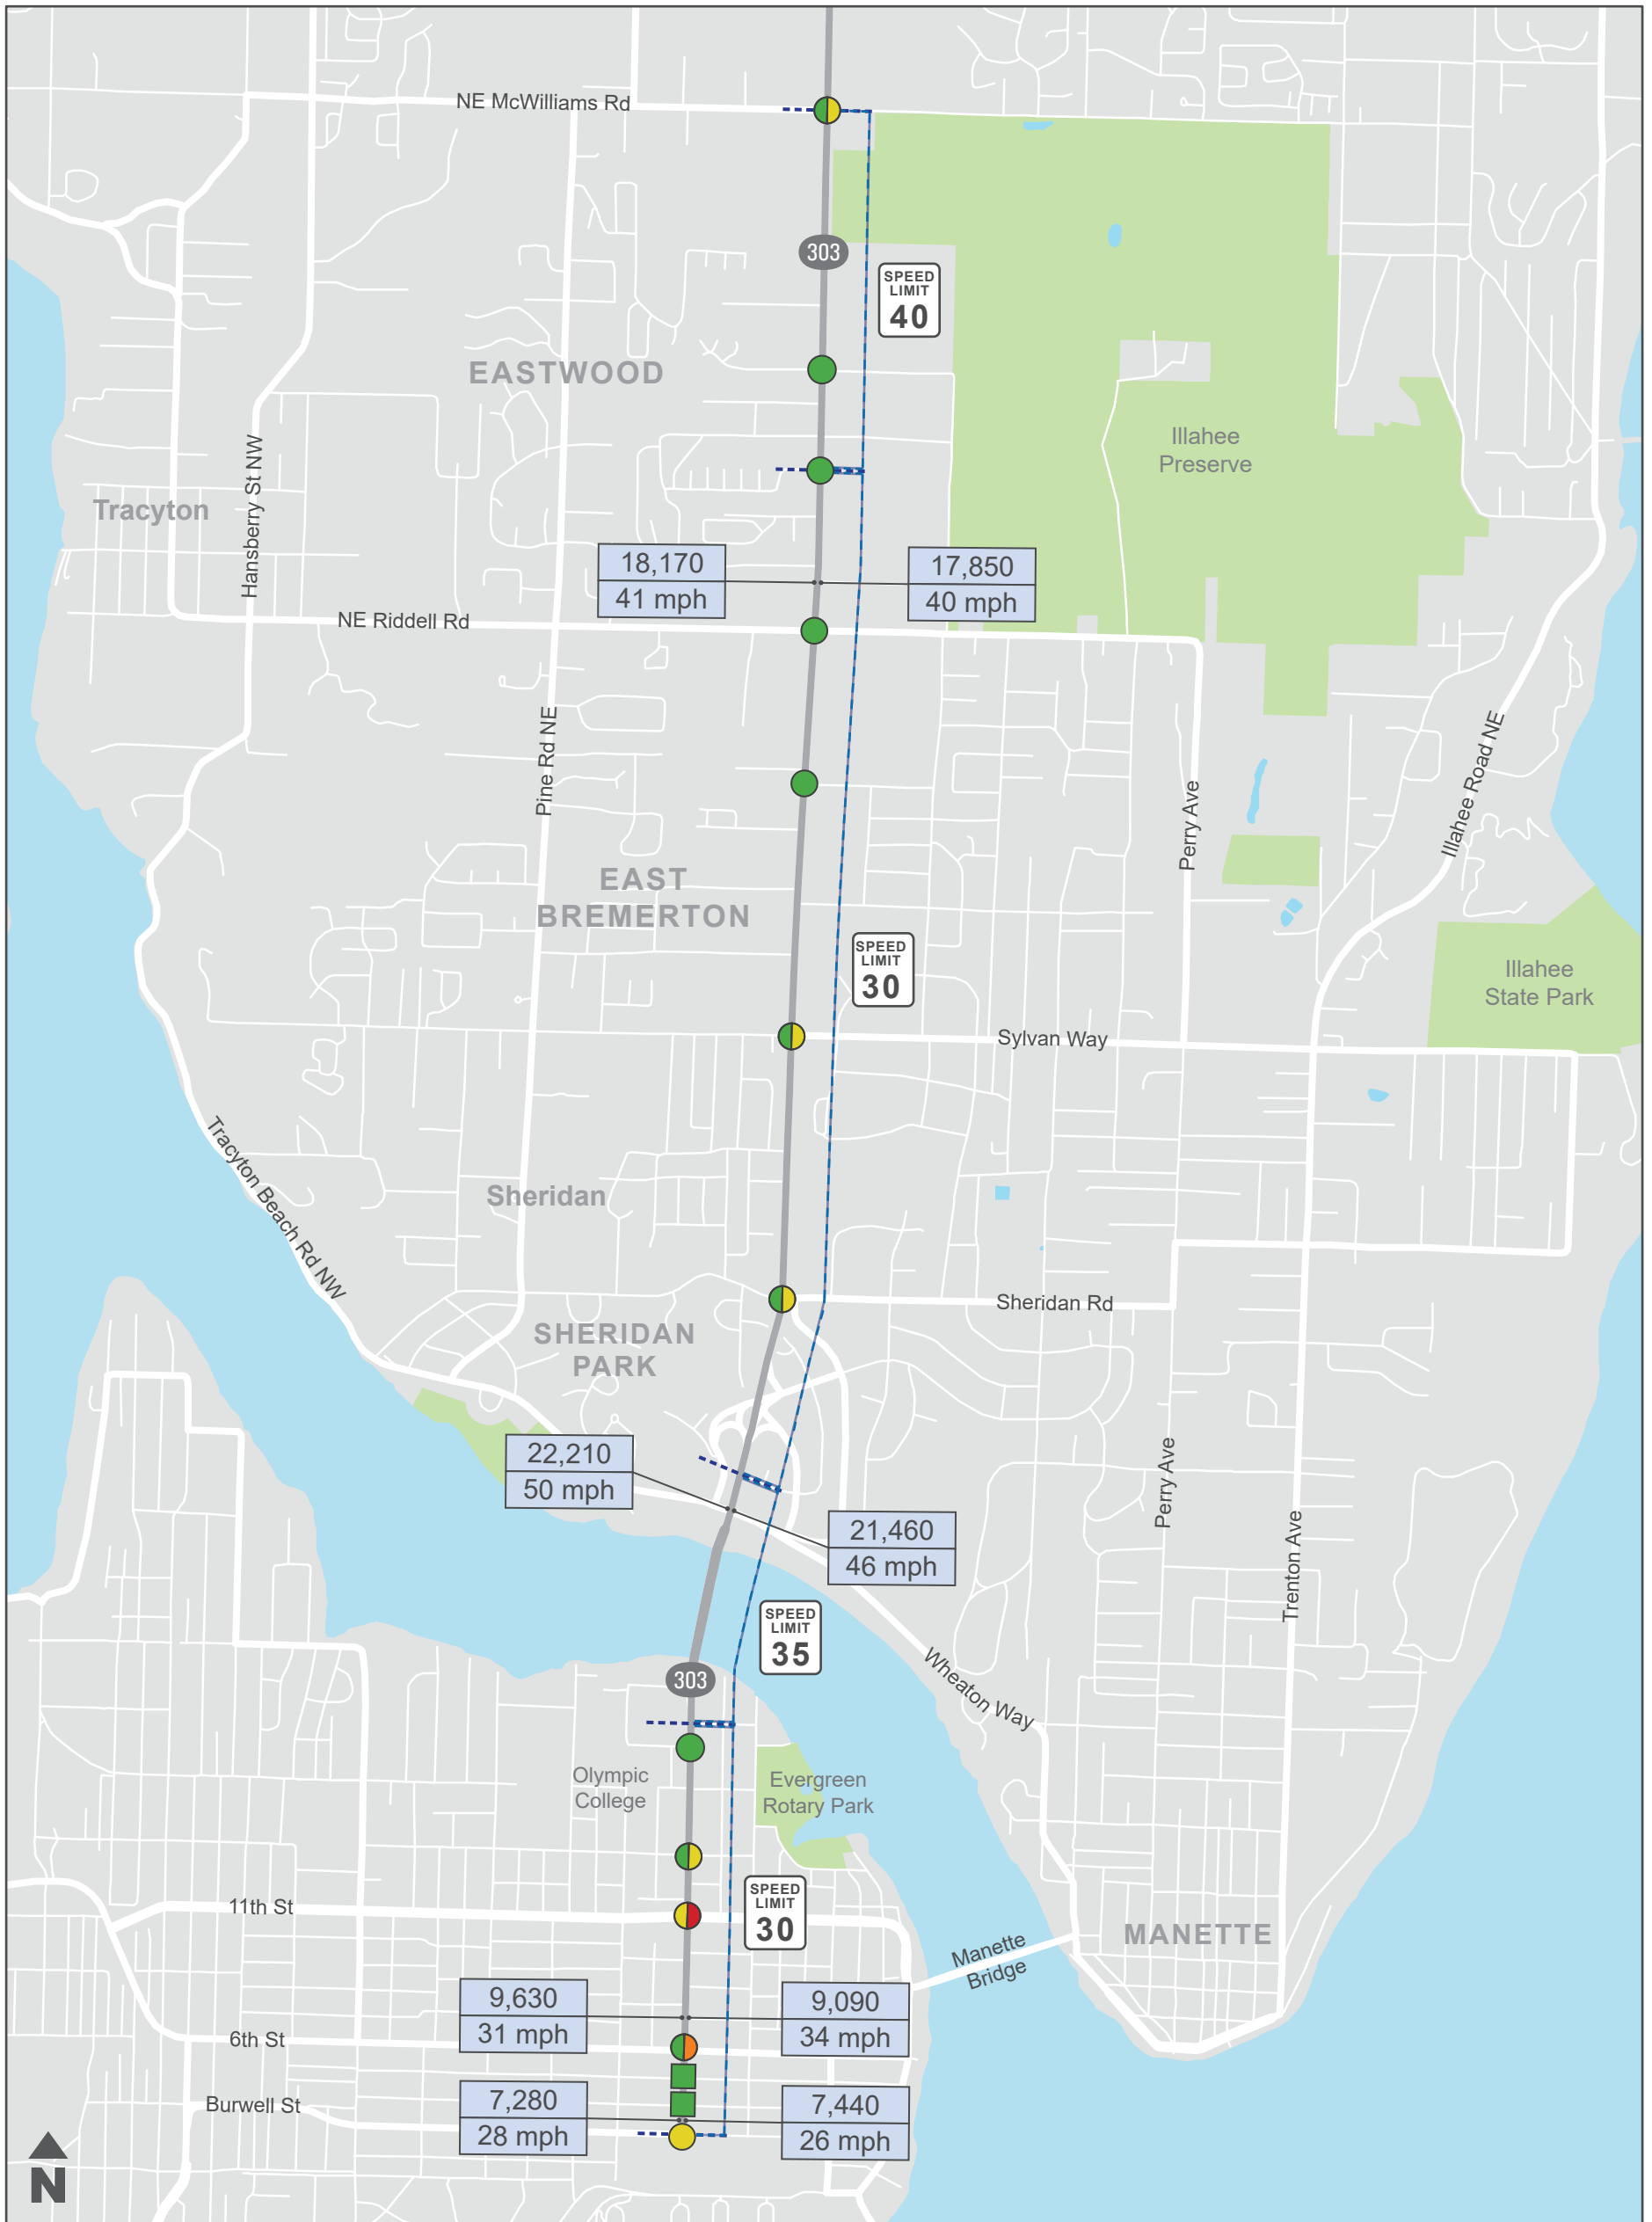 NE McWilliams Rd
303
SPEED
LIMIT
40
EASTWOOD
Illahee
Preserve
Hansberry St NW
Tracyton
18,170
41 mph
17,850
40 mph
NE Riddell Rd
Pine Rd NE
Perry Ave
Illahee Road NE
EAST
BREMERTON
SPEED
LIMIT
30
Illahee
State Park
Sylvan Way
Tracyton Beach Rd NW
Sheridan
Sheridan Rd
SHERIDAN
PARK
22,210
50 mph
Perry Ave
21,460
46 mph
Trenton Ave
SPEED
LIMIT
35
303
Wheaton Way
Olympic
College
Evergreen
Rotary Park
SPEED
LIMIT
30
11th St
MANETTE
Manette
Bridge
9,630
31 mph
9,090
34 mph
6th St
Burwell St
7,280
28 mph
7,440
26 mph
N